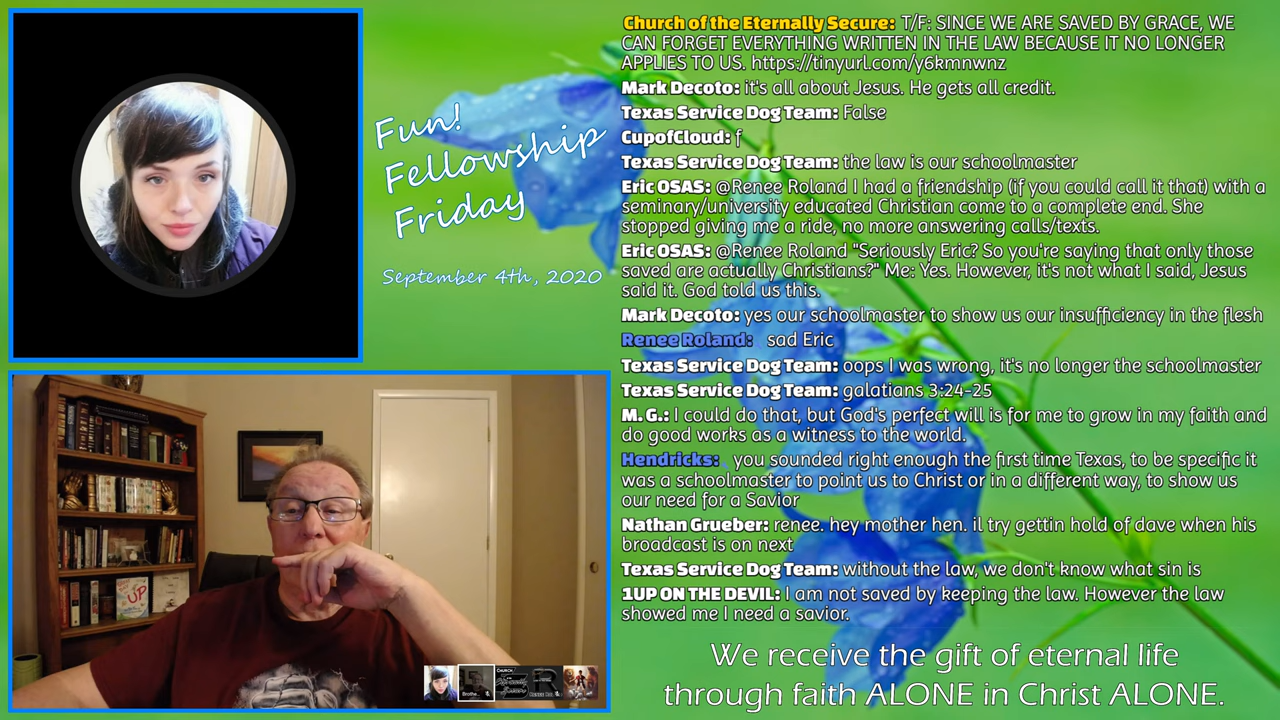 Fun!
Fellowship
Friday
September 4th, 2020
Church of the Eternally Secure: T/F: SINCE WE ARE SAVED BY GRACE, WE
CAN FORGET EVERYTHING WRITTEN IN THE LAW BECAUSE IT NO LONGER
APPLIES TO US. https://tinyurl.com/y6kmnwnz
Mark Decoto: it's all about Jesus. He gets all credit.
Texas Service Dog Team: False
CupofCloud: f
Texas Service Dog Team: the law is our schoolmaster
Eric OSAS: @Renee Roland I had a friendship (if you could call it that) with a
seminary/university educated Christian come to a complete end. She
stopped giving me a ride, no more answering calls/texts.
Eric OSAS: @Renee Roland "Seriously Eric? So you're saying that only those
saved are actually Christians?" Me: Yes. However, it's not what I said, Jesus
said it. God told us this.
Mark Decoto: yes our schoolmaster to show us our insufficiency in the flesh
Renee Roland: sad Eric
Texas Service Dog Team: oops I was wrong, it's no longer the schoolmaster
Texas Service Dog Team: galatians 3:24-25
M. G.: I could do that, but God's perfect will is for me to grow in my faith and
do good works as a witness to the world.
Hendricks: you sounded right enough the first time Texas, to be specific it
was a schoolmaster to point us to Christ or in a different way, to show us
our need for a Savior
Nathan Grueber: renee. hey mother hen. il try gettin hold of dave when his
broadcast is on next
Texas Service Dog Team: without the law, we don't know what sin is
1UP ON THE DEVIL: I am not saved by keeping the law. However the law
showed me I need a savior.
We receive the gift of eternal life
through faith ALONE in Christ ALONE.
UP
Brothe...